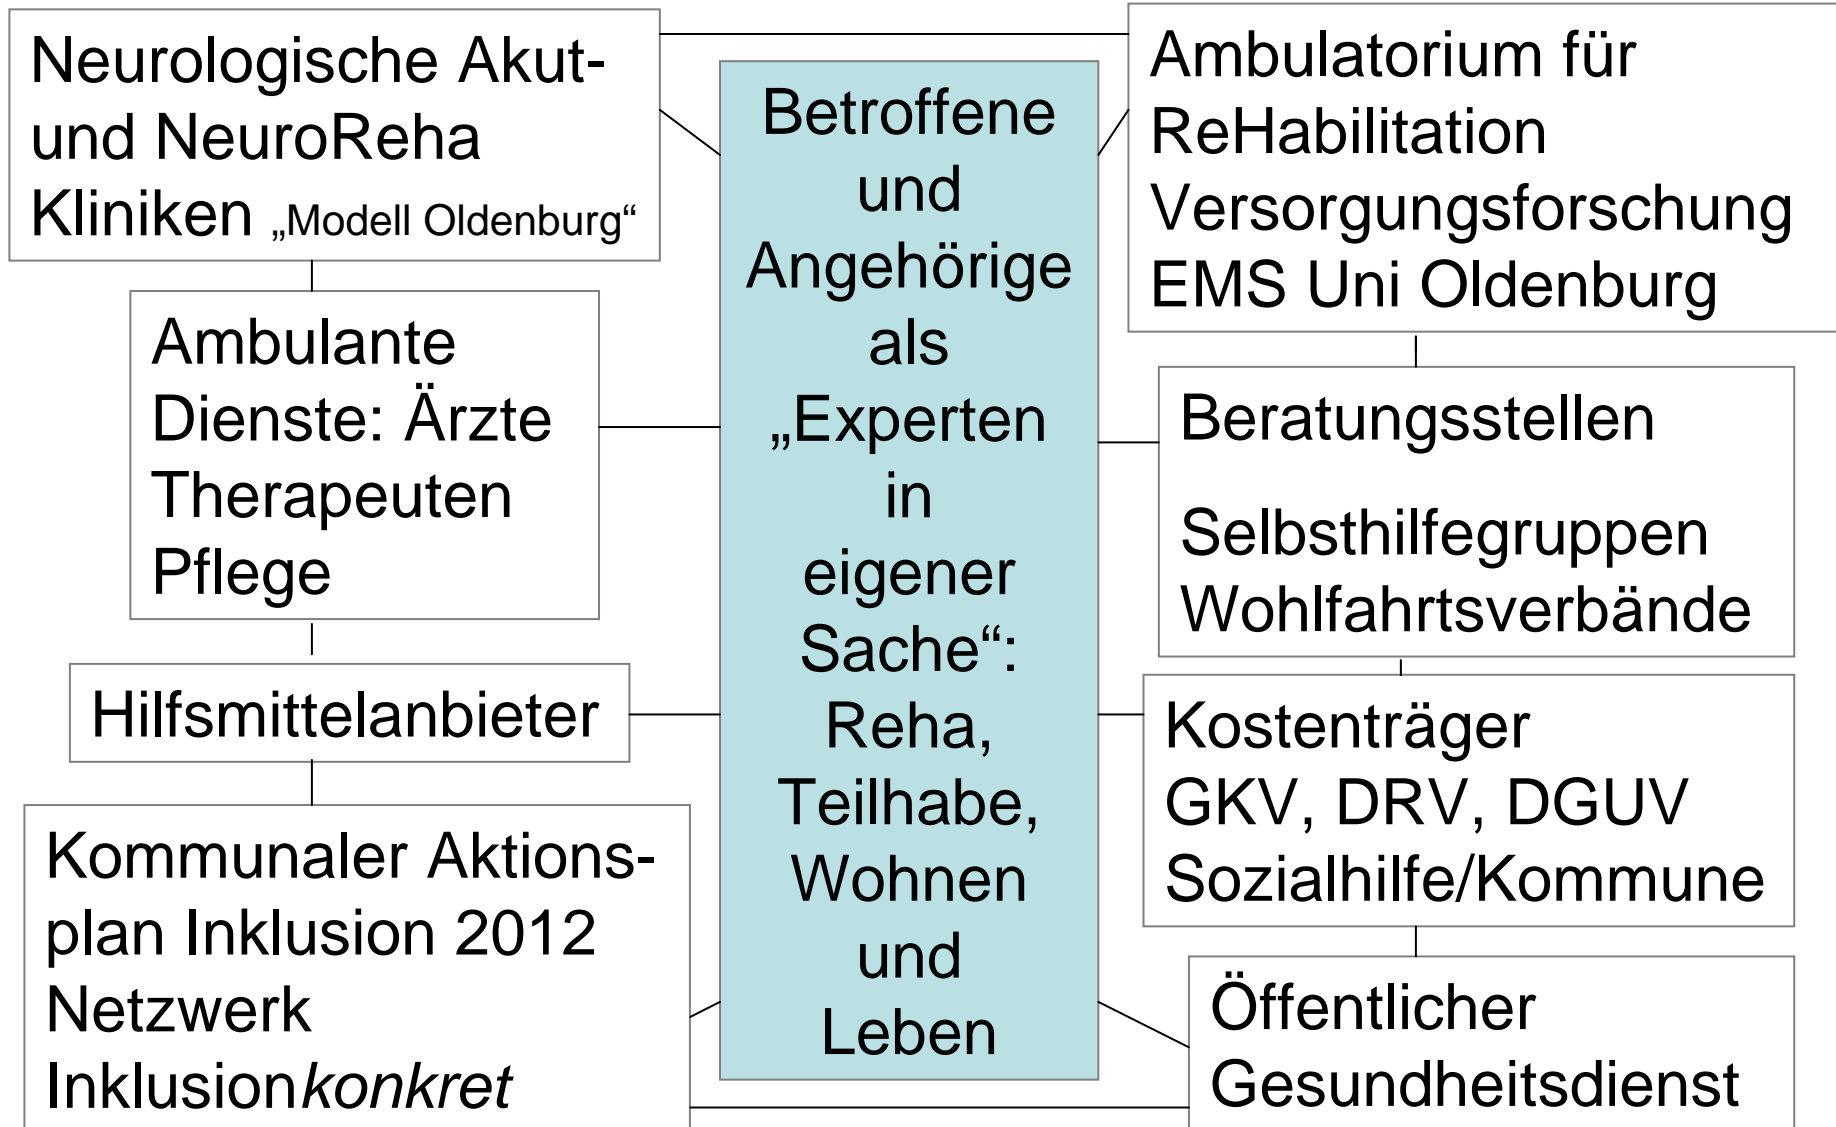 Neurologische Akut-
und NeuroReha
Kliniken „Modell Oldenburg“
Ambulante
Dienste: Ärzte
Therapeuten
Pflege
Hilfsmittelanbieter
Kommunaler Aktions-
plan Inklusion 2012
Netzwerk
Inklusionkonkret
Betroffene
und
Angehörige
als
„Experten
in
eigener
Sache“:
Reha,
Teilhabe,
Wohnen
und
Leben
Ambulatorium für
ReHabilitation
Versorgungsforschung
EMS Uni Oldenburg
Beratungsstellen
Selbsthilfegruppen
Wohlfahrtsverbände
Kostenträger
GKV, DRV, DGUV
Sozialhilfe/Kommune
Öffentlicher
Gesundheitsdienst